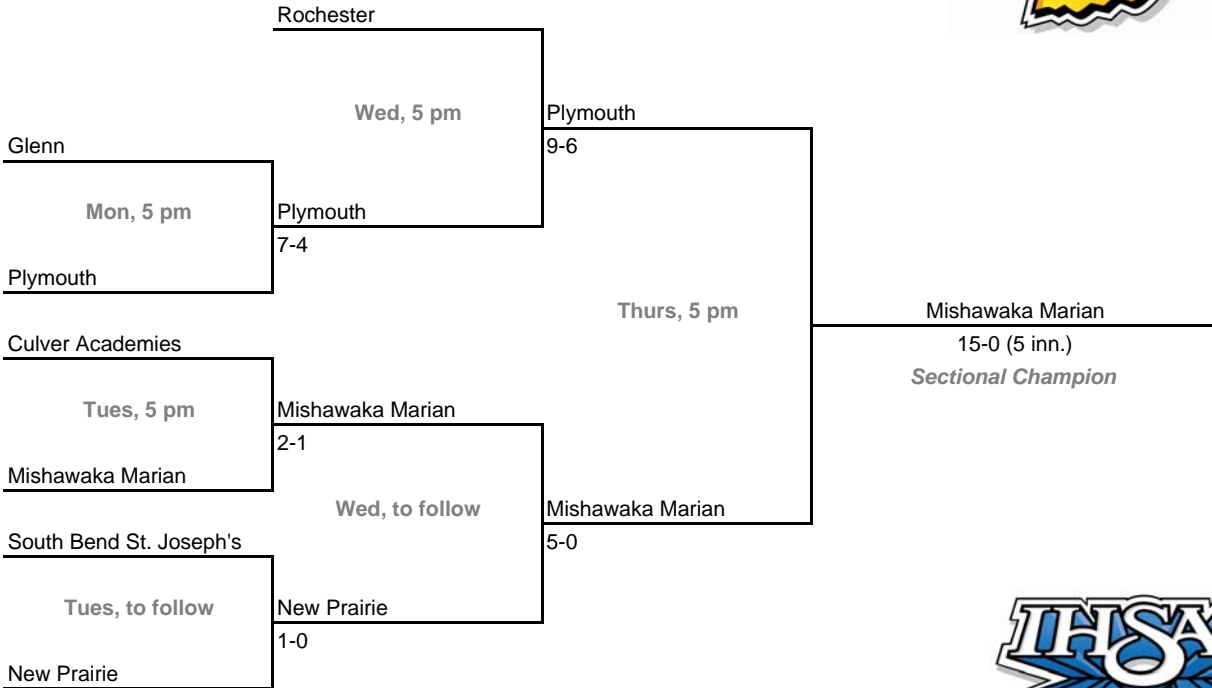 Rochester
Wed, 5 pm
Plymouth
Glenn
9-6
Mon, 5 pm
Plymouth
7-4
Plymouth
Thurs, 5 pm
Mishawaka Marian
Culver Academies
15-0 (5 inn.)
Sectional Champion
Tues, 5 pm
Mishawaka Marian
2-1
Mishawaka Marian
Wed, to follow
Mishawaka Marian
South Bend St. Joseph's
5-0
Tues, to follow
New Prairie
1-0
New Prairie
IHSA